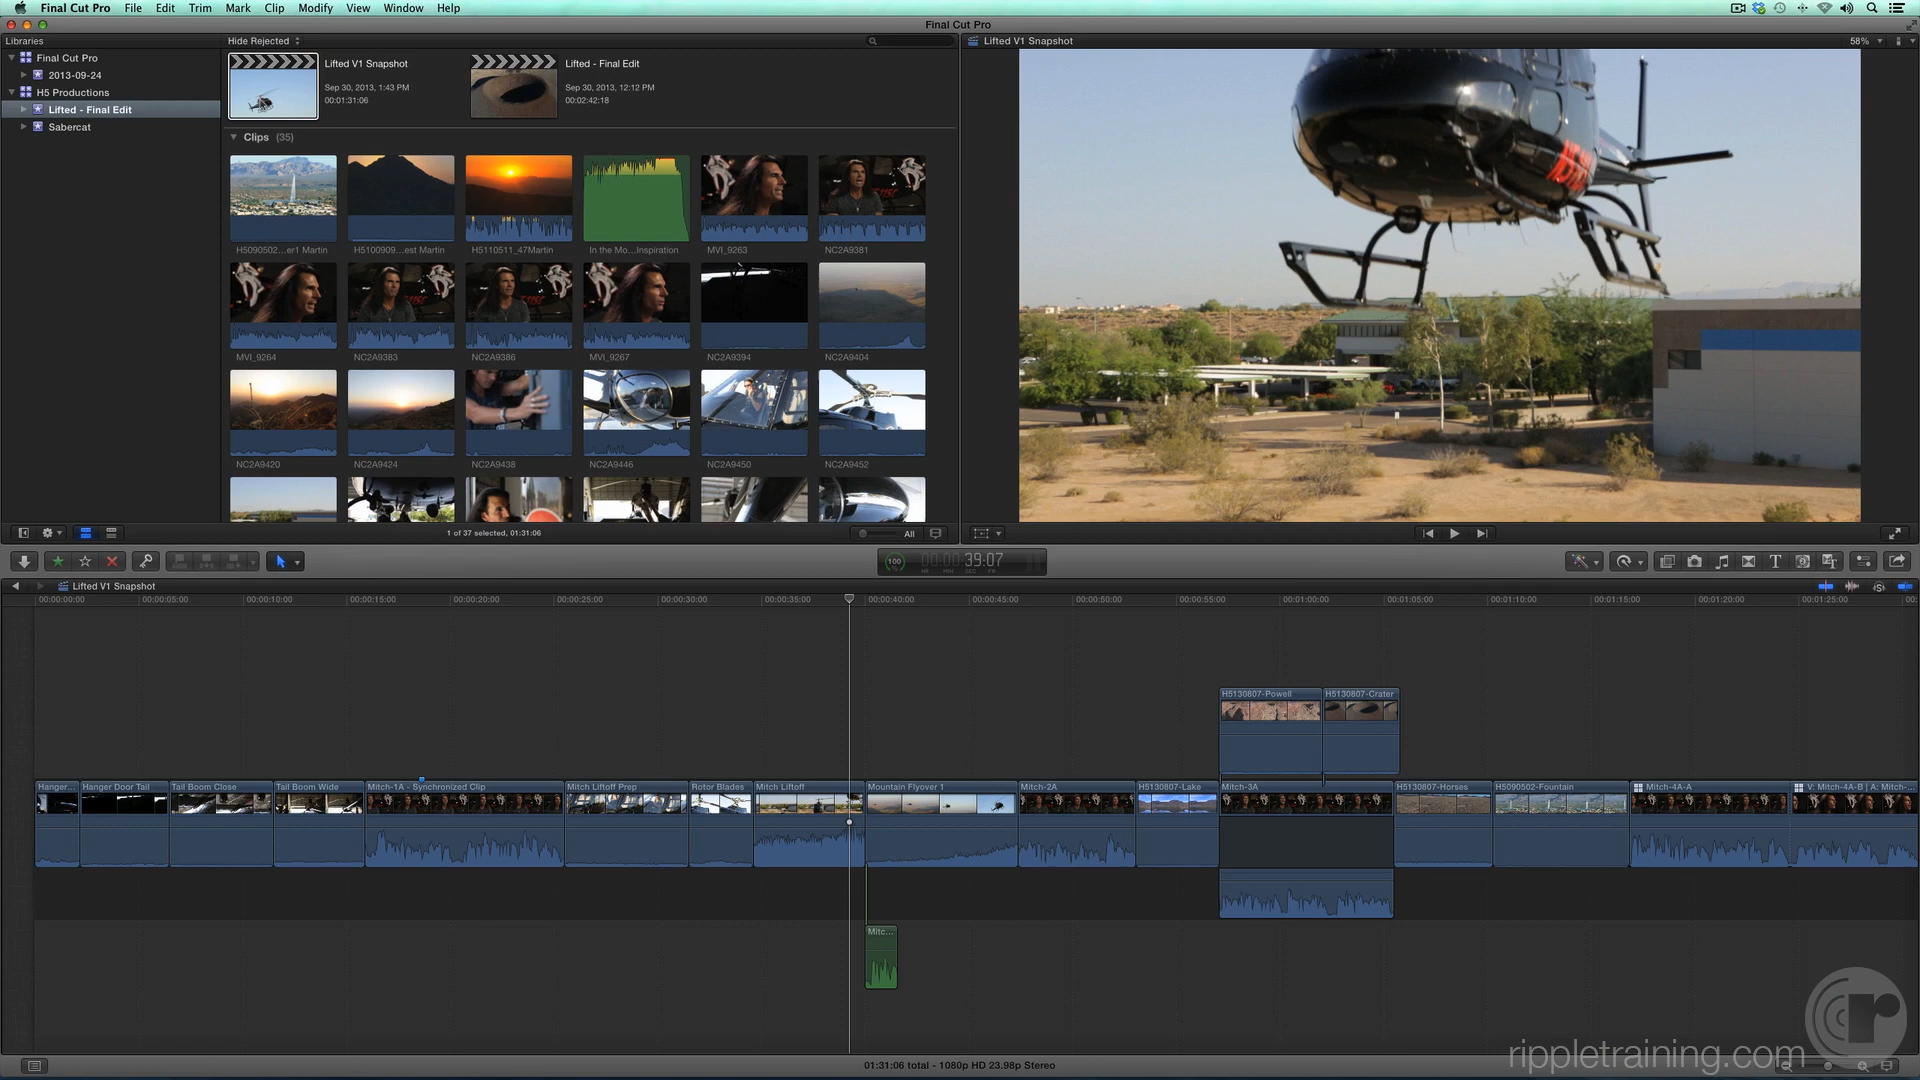 Final Cut Pro File Edit Trim Mark Clip Modify View Window Help
Final Cut Pro
Libraries
Hide Rejected
Lifted V1 Snapshot
58%
Final Cut Pro
2013-09-24
H5 Productions
Lifted - Final Edit
Sabercat
Lifted V1 Snapshot
Sep 30, 2013, 1:43 PM
00:01:31:06
Lifted - Final Edit
Sep 30, 2013, 12:12 PM
00:02:42:18
Clips (35)
H5090502...er1 Martin
H5100909...est Martin
H5110511_47Martin
In the Mo...Inspiration
MVI_9263
NC2A9381
MVI_9264
NC2A9383
NC2A9386
MVI_9267
NC2A9394
NC2A9404
NC2A9420
NC2A9424
NC2A9438
NC2A9446
NC2A9450
NC2A9452
1 of 37 selected, 01:31:06
All
100
00:00:39:07
HR MIN SEC FR
Lifted V1 Snapshot
00:00:00:00 00:00:05:00 00:00:10:00 00:00:15:00 00:00:20:00 00:00:25:00 00:00:30:00 00:00:35:00 00:00:40:00 00:00:45:00 00:00:50:00 00:00:55:00 00:01:00:00 00:01:05:00 00:01:10:00 00:01:15:00 00:01:20:00 00:01:25:00 00:
H5130807-Powell
H5130807-Crater
Hanger...
Hanger Door Tail
Tail Boom Close
Tail Boom Wide
Mitch-1A - Synchronized Clip
Mitch Liftoff Prep
Rotor Blades
Mitch Liftoff
Mountain Flyover 1
Mitch-2A
H5130807-Lake
Mitch-3A
H5130807-Horses
H5090502-Fountain
Mitch-4A-A
V: Mitch-4A-B | A: Mitch-...
Mitc...
01:31:06 total - 1080p HD 23.98p Stereo
rippletraining.com